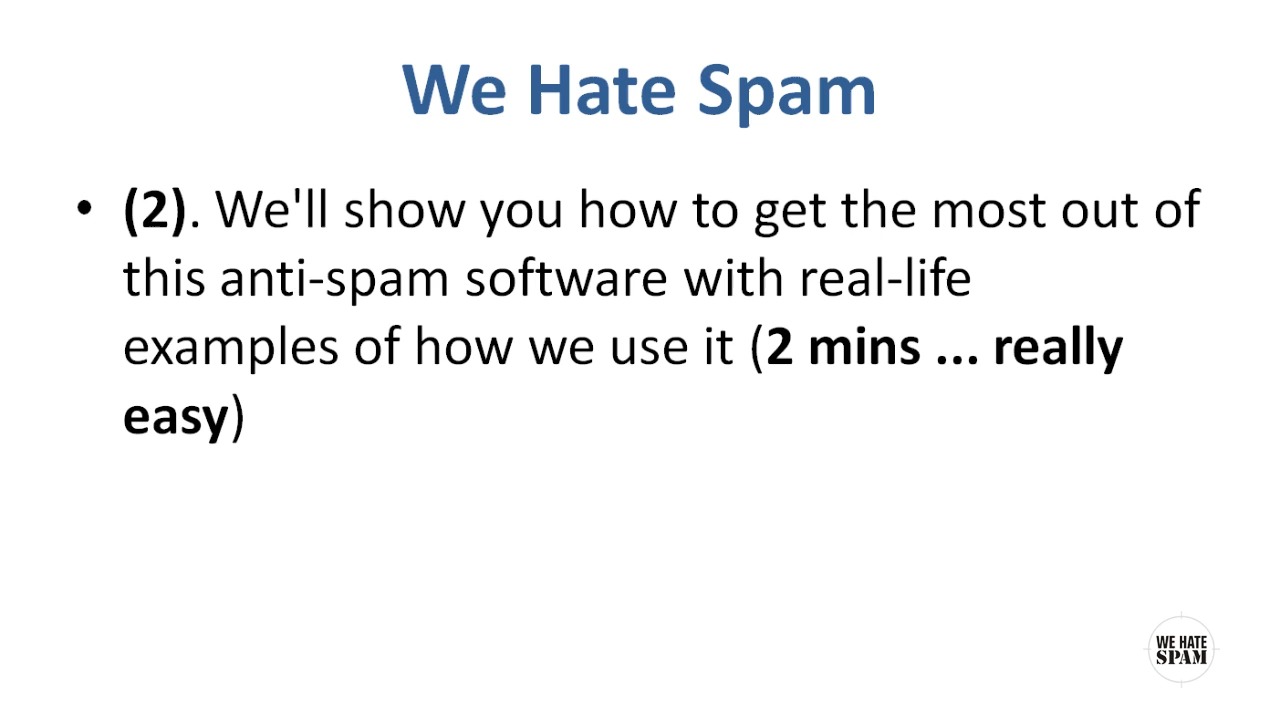 We Hate Spam
• (2). We'll show you how to get the most out of
this anti-spam software with real-life
examples of how we use it (2 mins ... really
easy)
WE HATE
SPAM